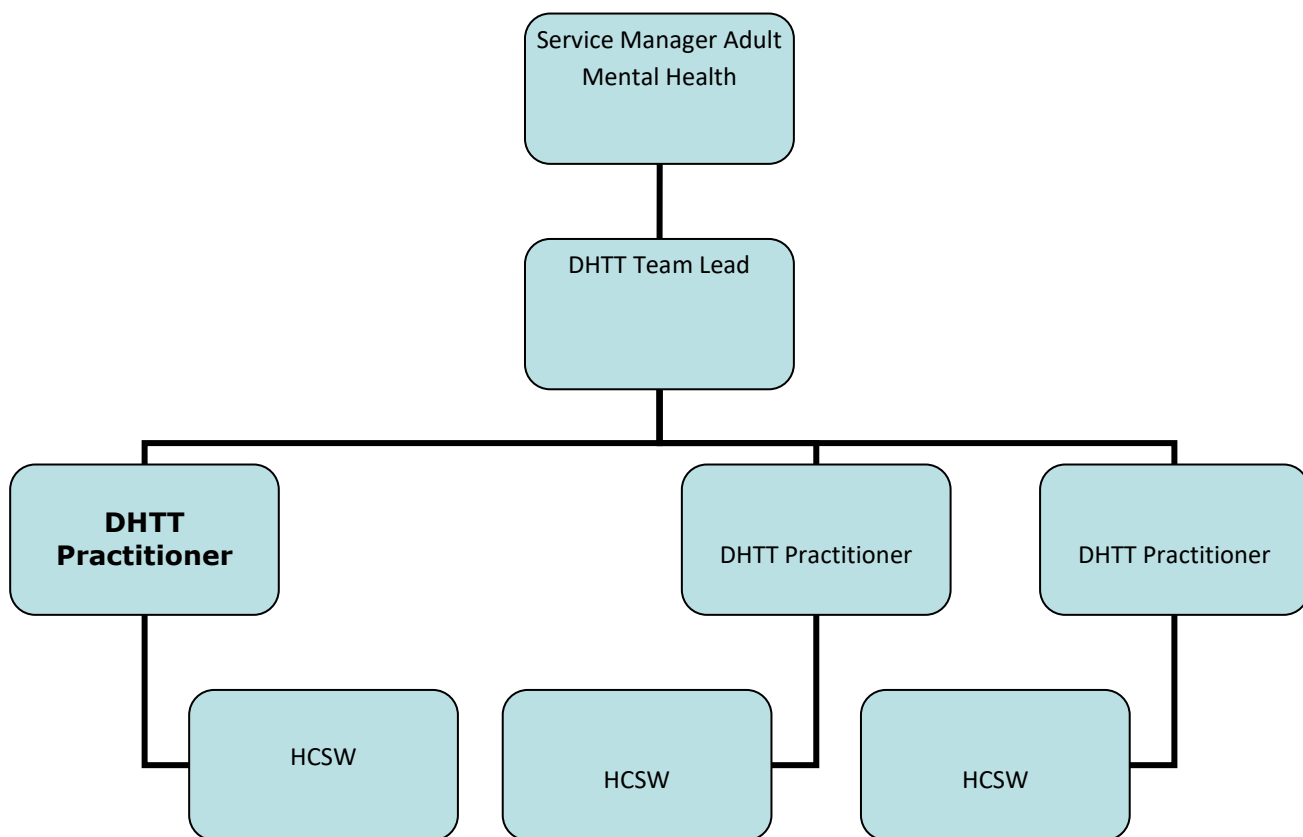 Service Manager Adult
Mental Health
DHTT Team Lead
DHTT
Practitioner
DHTT Practitioner
DHTT Practitioner
HCSW
HCSW
HCSW